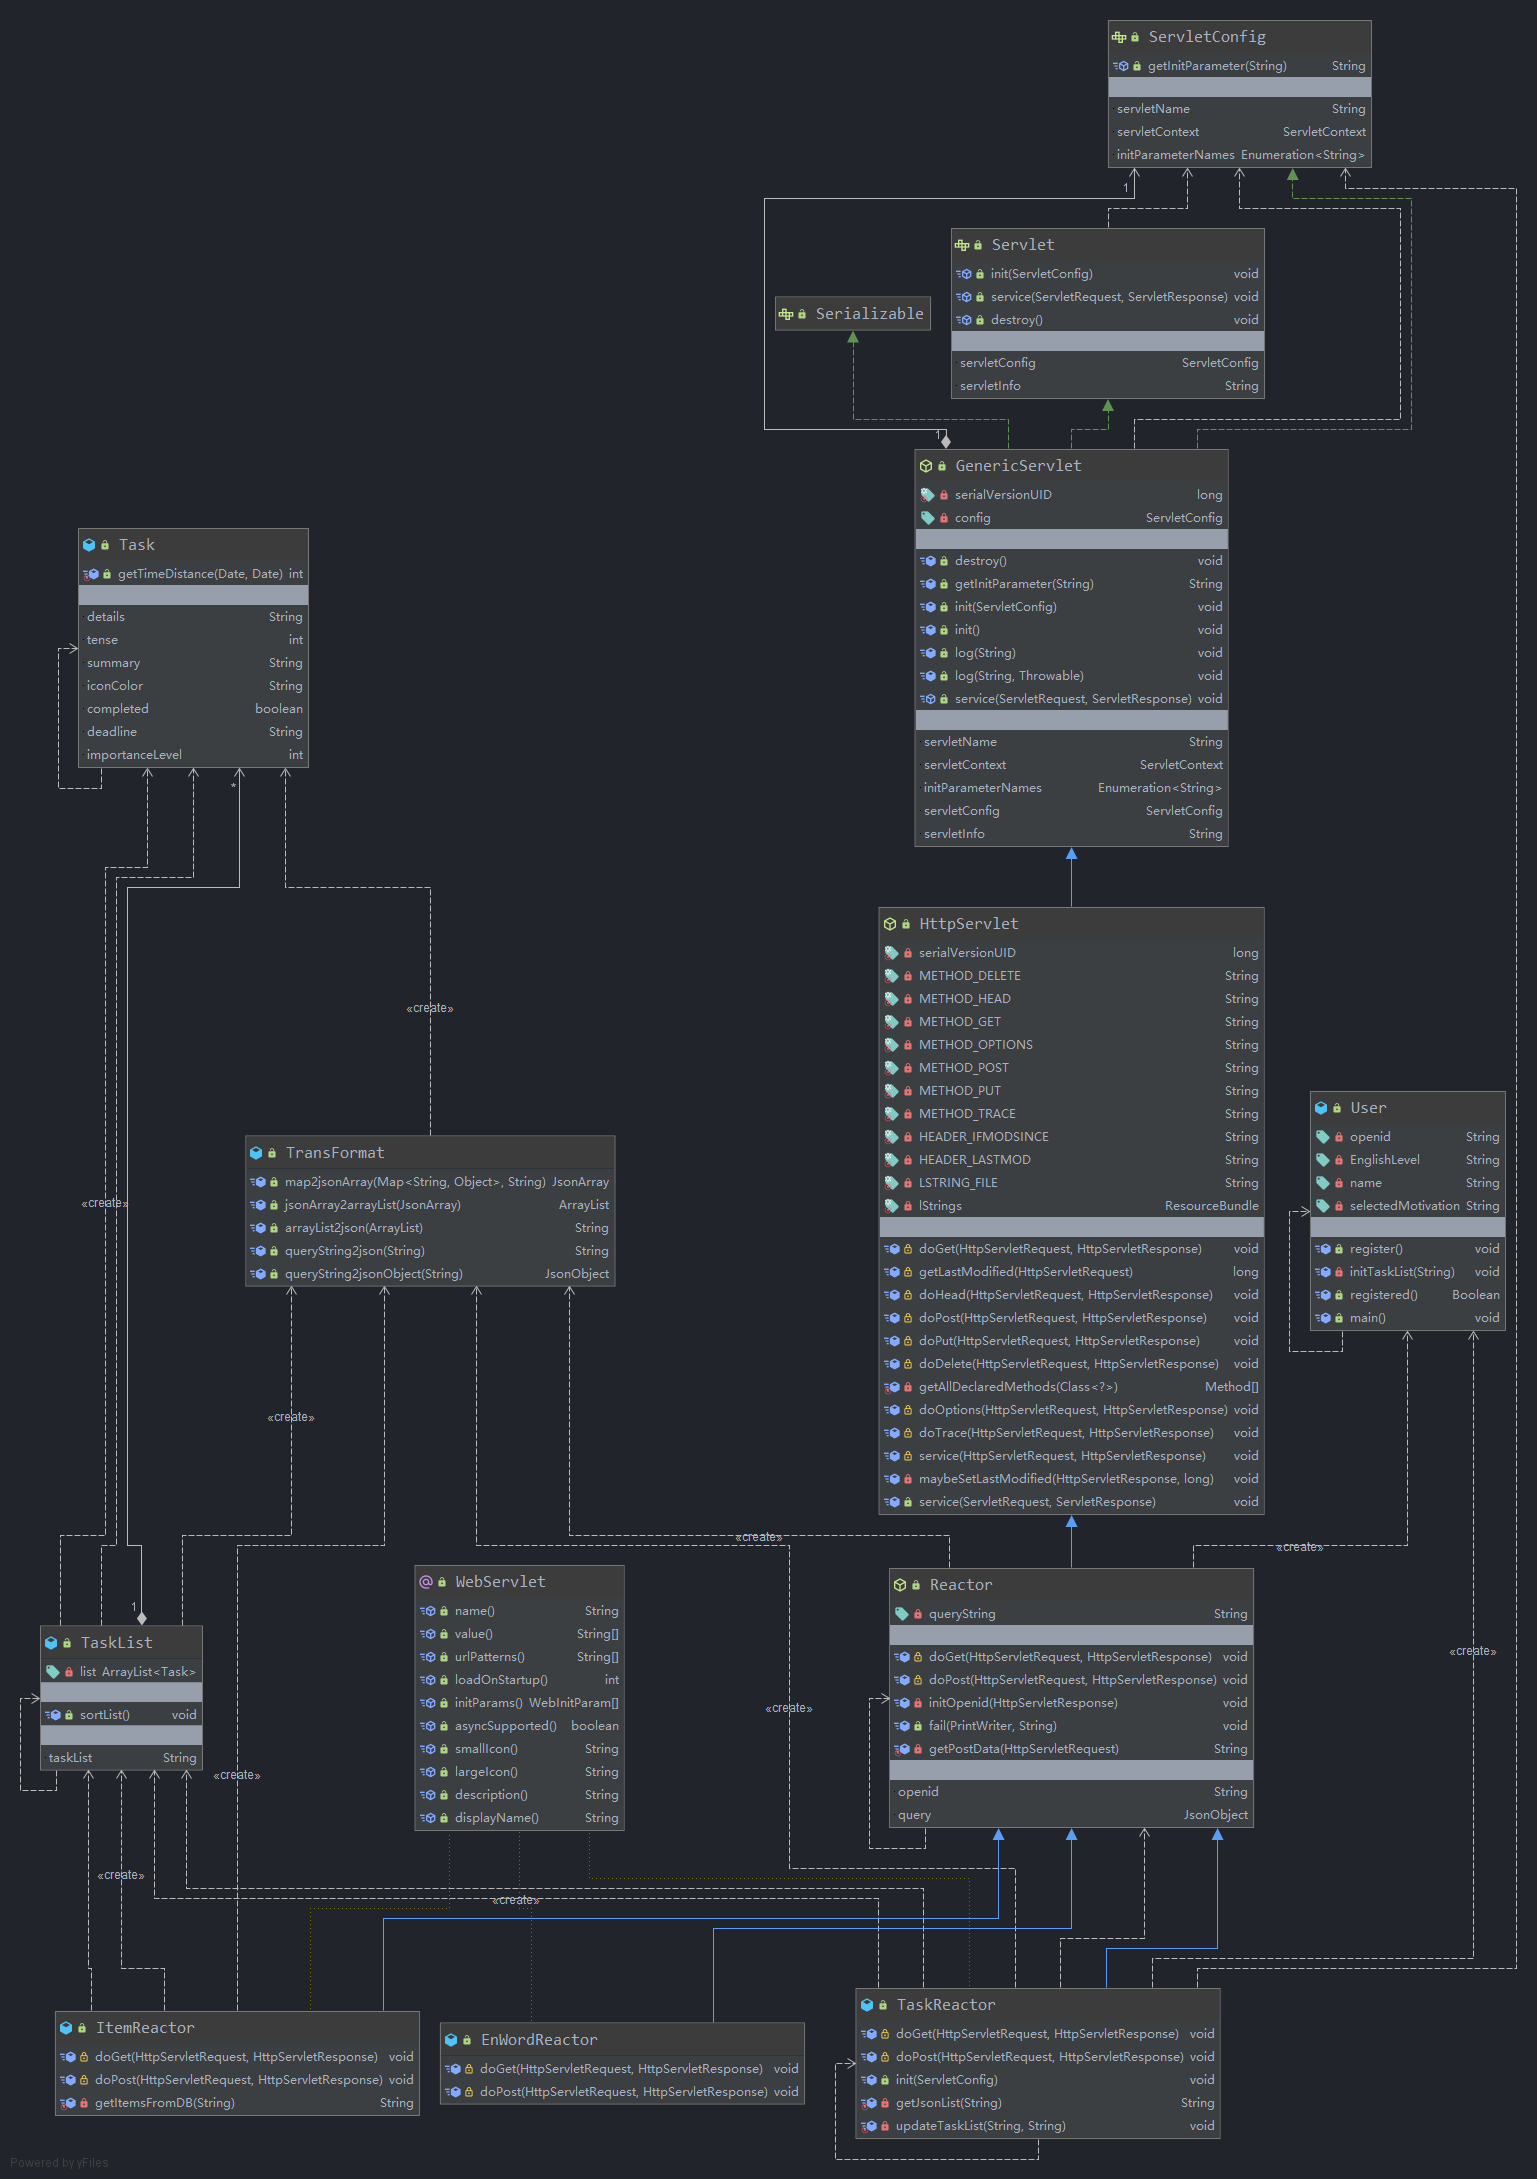 ServletConfig
getInitParameter(String) String
servletName String
servletContext ServletContext
initParameterNames Enumeration<String>
1
Servlet
init(ServletConfig) void
service(ServletRequest, ServletResponse) void
destroy() void
servletConfig ServletConfig
servletInfo String
Serializable
1
GenericServlet
serialVersionUID long
config ServletConfig
destroy() void
getInitParameter(String) String
init(ServletConfig) void
init() void
log(String) void
log(String, Throwable) void
service(ServletRequest, ServletResponse) void
servletName String
servletContext ServletContext
initParameterNames Enumeration<String>
servletConfig ServletConfig
servletInfo String
Task
getTimeDistance(Date, Date) int
details String
tense int
summary String
iconColor String
completed boolean
deadline String
importanceLevel int
*
«create»
HttpServlet
serialVersionUID long
METHOD_DELETE String
METHOD_HEAD String
METHOD_GET String
METHOD_OPTIONS String
METHOD_POST String
METHOD_PUT String
METHOD_TRACE String
HEADER_IFMODSINCE String
HEADER_LASTMOD String
LSTRING_FILE String
lStrings ResourceBundle
doGet(HttpServletRequest, HttpServletResponse) void
getLastModified(HttpServletRequest) long
doHead(HttpServletRequest, HttpServletResponse) void
doPost(HttpServletRequest, HttpServletResponse) void
doPut(HttpServletRequest, HttpServletResponse) void
doDelete(HttpServletRequest, HttpServletResponse) void
getAllDeclaredMethods(Class<?>) Method[]
doOptions(HttpServletRequest, HttpServletResponse) void
doTrace(HttpServletRequest, HttpServletResponse) void
service(HttpServletRequest, HttpServletResponse) void
maybeSetLastModified(HttpServletResponse, long) void
service(ServletRequest, ServletResponse) void
User
openid String
EnglishLevel String
name String
selectedMotivation String
register() void
initTaskList(String) void
registered() Boolean
main() void
TransFormat
map2jsonArray(Map<String, Object>, String) JsonArray
jsonArray2arrayList(JsonArray) ArrayList
arrayList2json(ArrayList) String
queryString2json(String) String
queryString2jsonObject(String) JsonObject
«create»
«create»
«create»
«create»
WebServlet
name() String
value() String[]
urlPatterns() String[]
loadOnStartup() int
initParams() WebInitParam[]
asyncSupported() boolean
smallIcon() String
largeIcon() String
description() String
displayName() String
Reactor
queryString String
doGet(HttpServletRequest, HttpServletResponse) void
doPost(HttpServletRequest, HttpServletResponse) void
initOpenid(HttpServletResponse) void
fail(PrintWriter, String) void
getPostData(HttpServletRequest) String
openid String
query JsonObject
1
TaskList
list ArrayList<Task>
sortList() void
taskList String
«create»
«create»
«create»
«create»
«create»
ItemReactor
doGet(HttpServletRequest, HttpServletResponse) void
doPost(HttpServletRequest, HttpServletResponse) void
getItemsFromDB(String) String
EnWordReactor
doGet(HttpServletRequest, HttpServletResponse) void
doPost(HttpServletRequest, HttpServletResponse) void
TaskReactor
doGet(HttpServletRequest, HttpServletResponse) void
doPost(HttpServletRequest, HttpServletResponse) void
init(ServletConfig) void
getJsonList(String) String
updateTaskList(String, String) void
Powered by yFiles